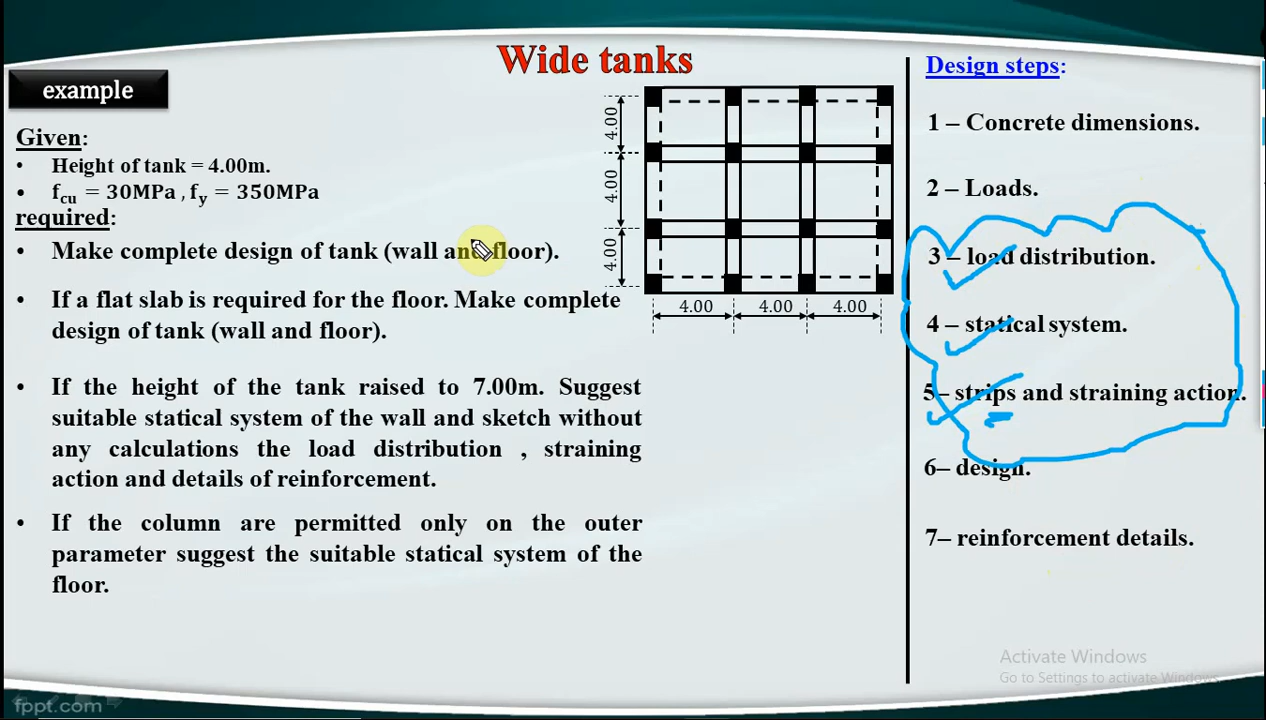 Wide tanks
example
Given:
• Height of tank = 4.00m.
• fcu = 30MPa , fy = 350MPa
required:
• Make complete design of tank (wall and floor).
• If a flat slab is required for the floor. Make complete
design of tank (wall and floor).
• If the height of the tank raised to 7.00m. Suggest
suitable statical system of the wall and sketch without
any calculations the load distribution , straining
action and details of reinforcement.
• If the column are permitted only on the outer
parameter suggest the suitable statical system of the
floor.
4.00
4.00
4.00
4.00 4.00 4.00
Design steps:
1 – Concrete dimensions.
2 – Loads.
3 – load distribution.
4 – statical system.
5– strips and straining action.
6– design.
7– reinforcement details.
Activate Windows
Go to Settings to activate Windows.
fppt.com